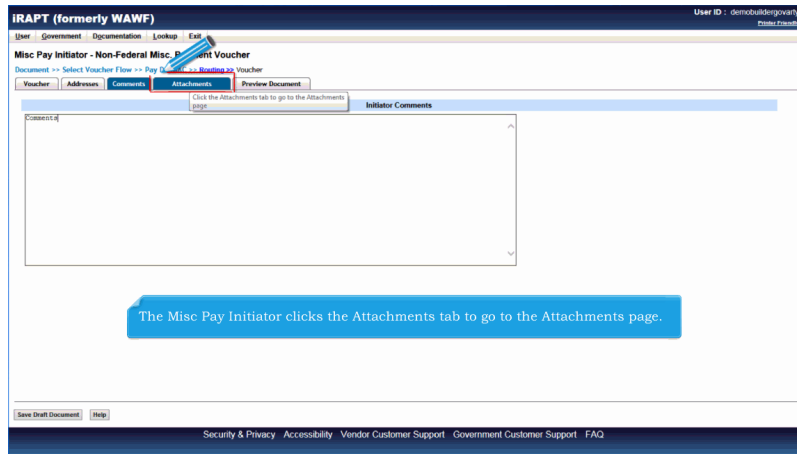 iRAPT (formerly WAWF)
User ID : demobuildergovarty
Printer Friendly
User Government Documentation Lookup Exit
Misc Pay Initiator - Non-Federal Misc. Payment Voucher
Document >> Select Voucher Flow >> Pay >> Routing >> Voucher
Voucher Addresses Comments Attachments Preview Document
Click the Attachments tab to go to the Attachments
page
Initiator Comments
Comments
The Misc Pay Initiator clicks the Attachments tab to go to the Attachments page.
Save Draft Document Help
Security & Privacy Accessibility Vendor Customer Support Government Customer Support FAQ